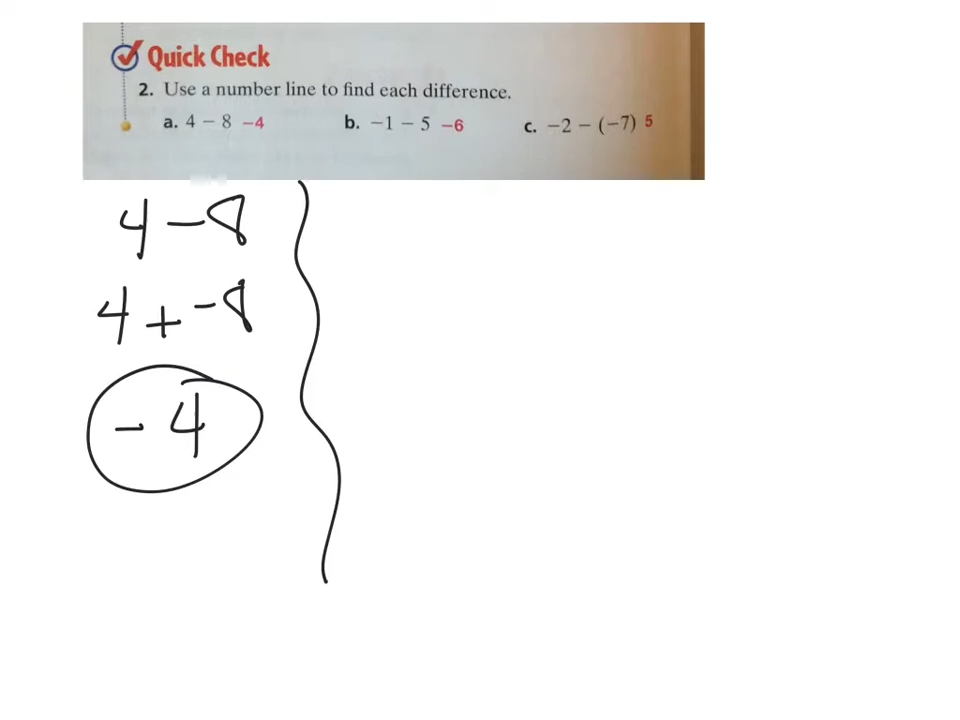 Quick Check
2. Use a number line to find each difference.
a. 4 − 8 −4 b. −1 − 5 −6 c. −2 − (−7) 5
4 − 8
4 + −8
− 4